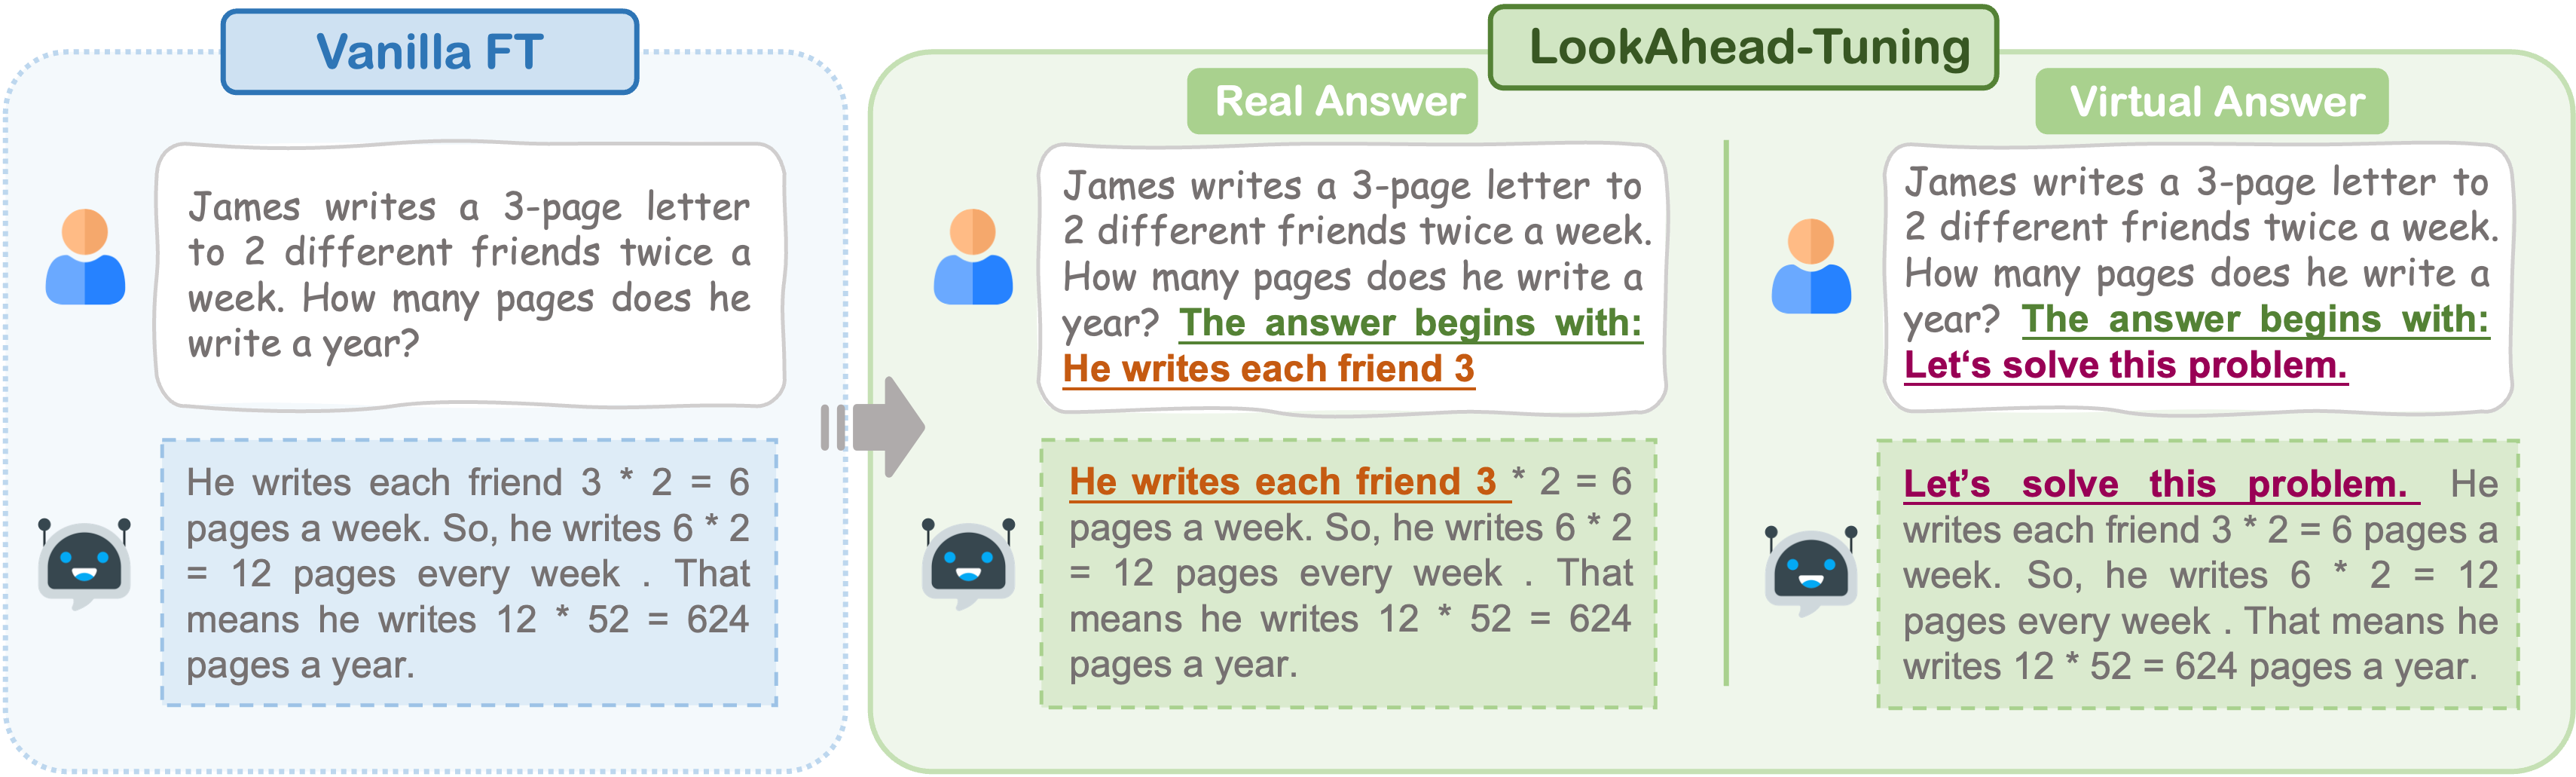 Vanilla FT
James writes a 3-page letter
to 2 different friends twice a
week. How many pages does he
write a year?
He writes each friend 3 * 2 = 6
pages a week. So, he writes 6 * 2
= 12 pages every week . That
means he writes 12 * 52 = 624
pages a year.
LookAhead-Tuning
Real Answer
James writes a 3-page letter to
2 different friends twice a week.
How many pages does he write a
year? The answer begins with:
He writes each friend 3
He writes each friend 3 * 2 = 6
pages a week. So, he writes 6 * 2
= 12 pages every week . That
means he writes 12 * 52 = 624
pages a year.
Virtual Answer
James writes a 3-page letter to
2 different friends twice a week.
How many pages does he write a
year? The answer begins with:
Let‘s solve this problem.
Let’s solve this problem. He
writes each friend 3 * 2 = 6 pages a
week. So, he writes 6 * 2 = 12
pages every week . That means he
writes 12 * 52 = 624 pages a year.